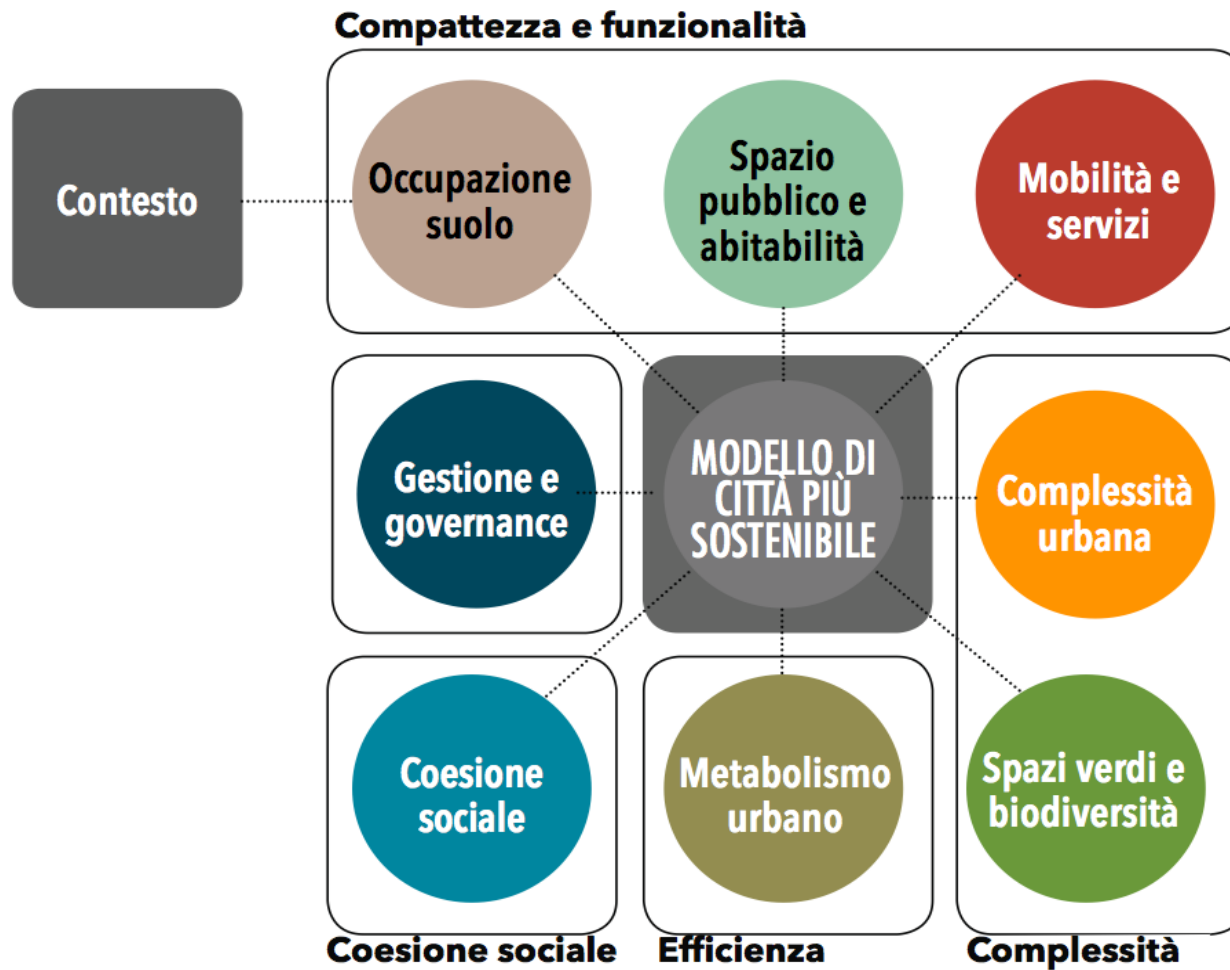 Compattezza e funzionalità
Contesto
Occupazione
suolo
Spazio
pubblico e
abitabilità
Mobilità e
servizi
Gestione e
governance
MODELLO DI
CITTÀ PIÙ
SOSTENIBILE
Complessità
urbana
Coesione
sociale
Metabolismo
urbano
Spazi verdi e
biodiversità
Coesione sociale
Efficienza
Complessità